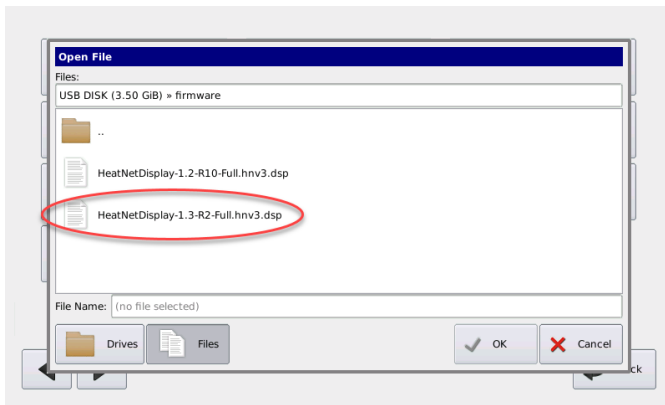 Open File
Files:
USB DISK (3.50 GiB) » firmware
..
HeatNetDisplay-1.2-R10-Full.hnv3.dsp
HeatNetDisplay-1.3-R2-Full.hnv3.dsp
File Name: (no file selected)
Drives Files OK Cancel
ck